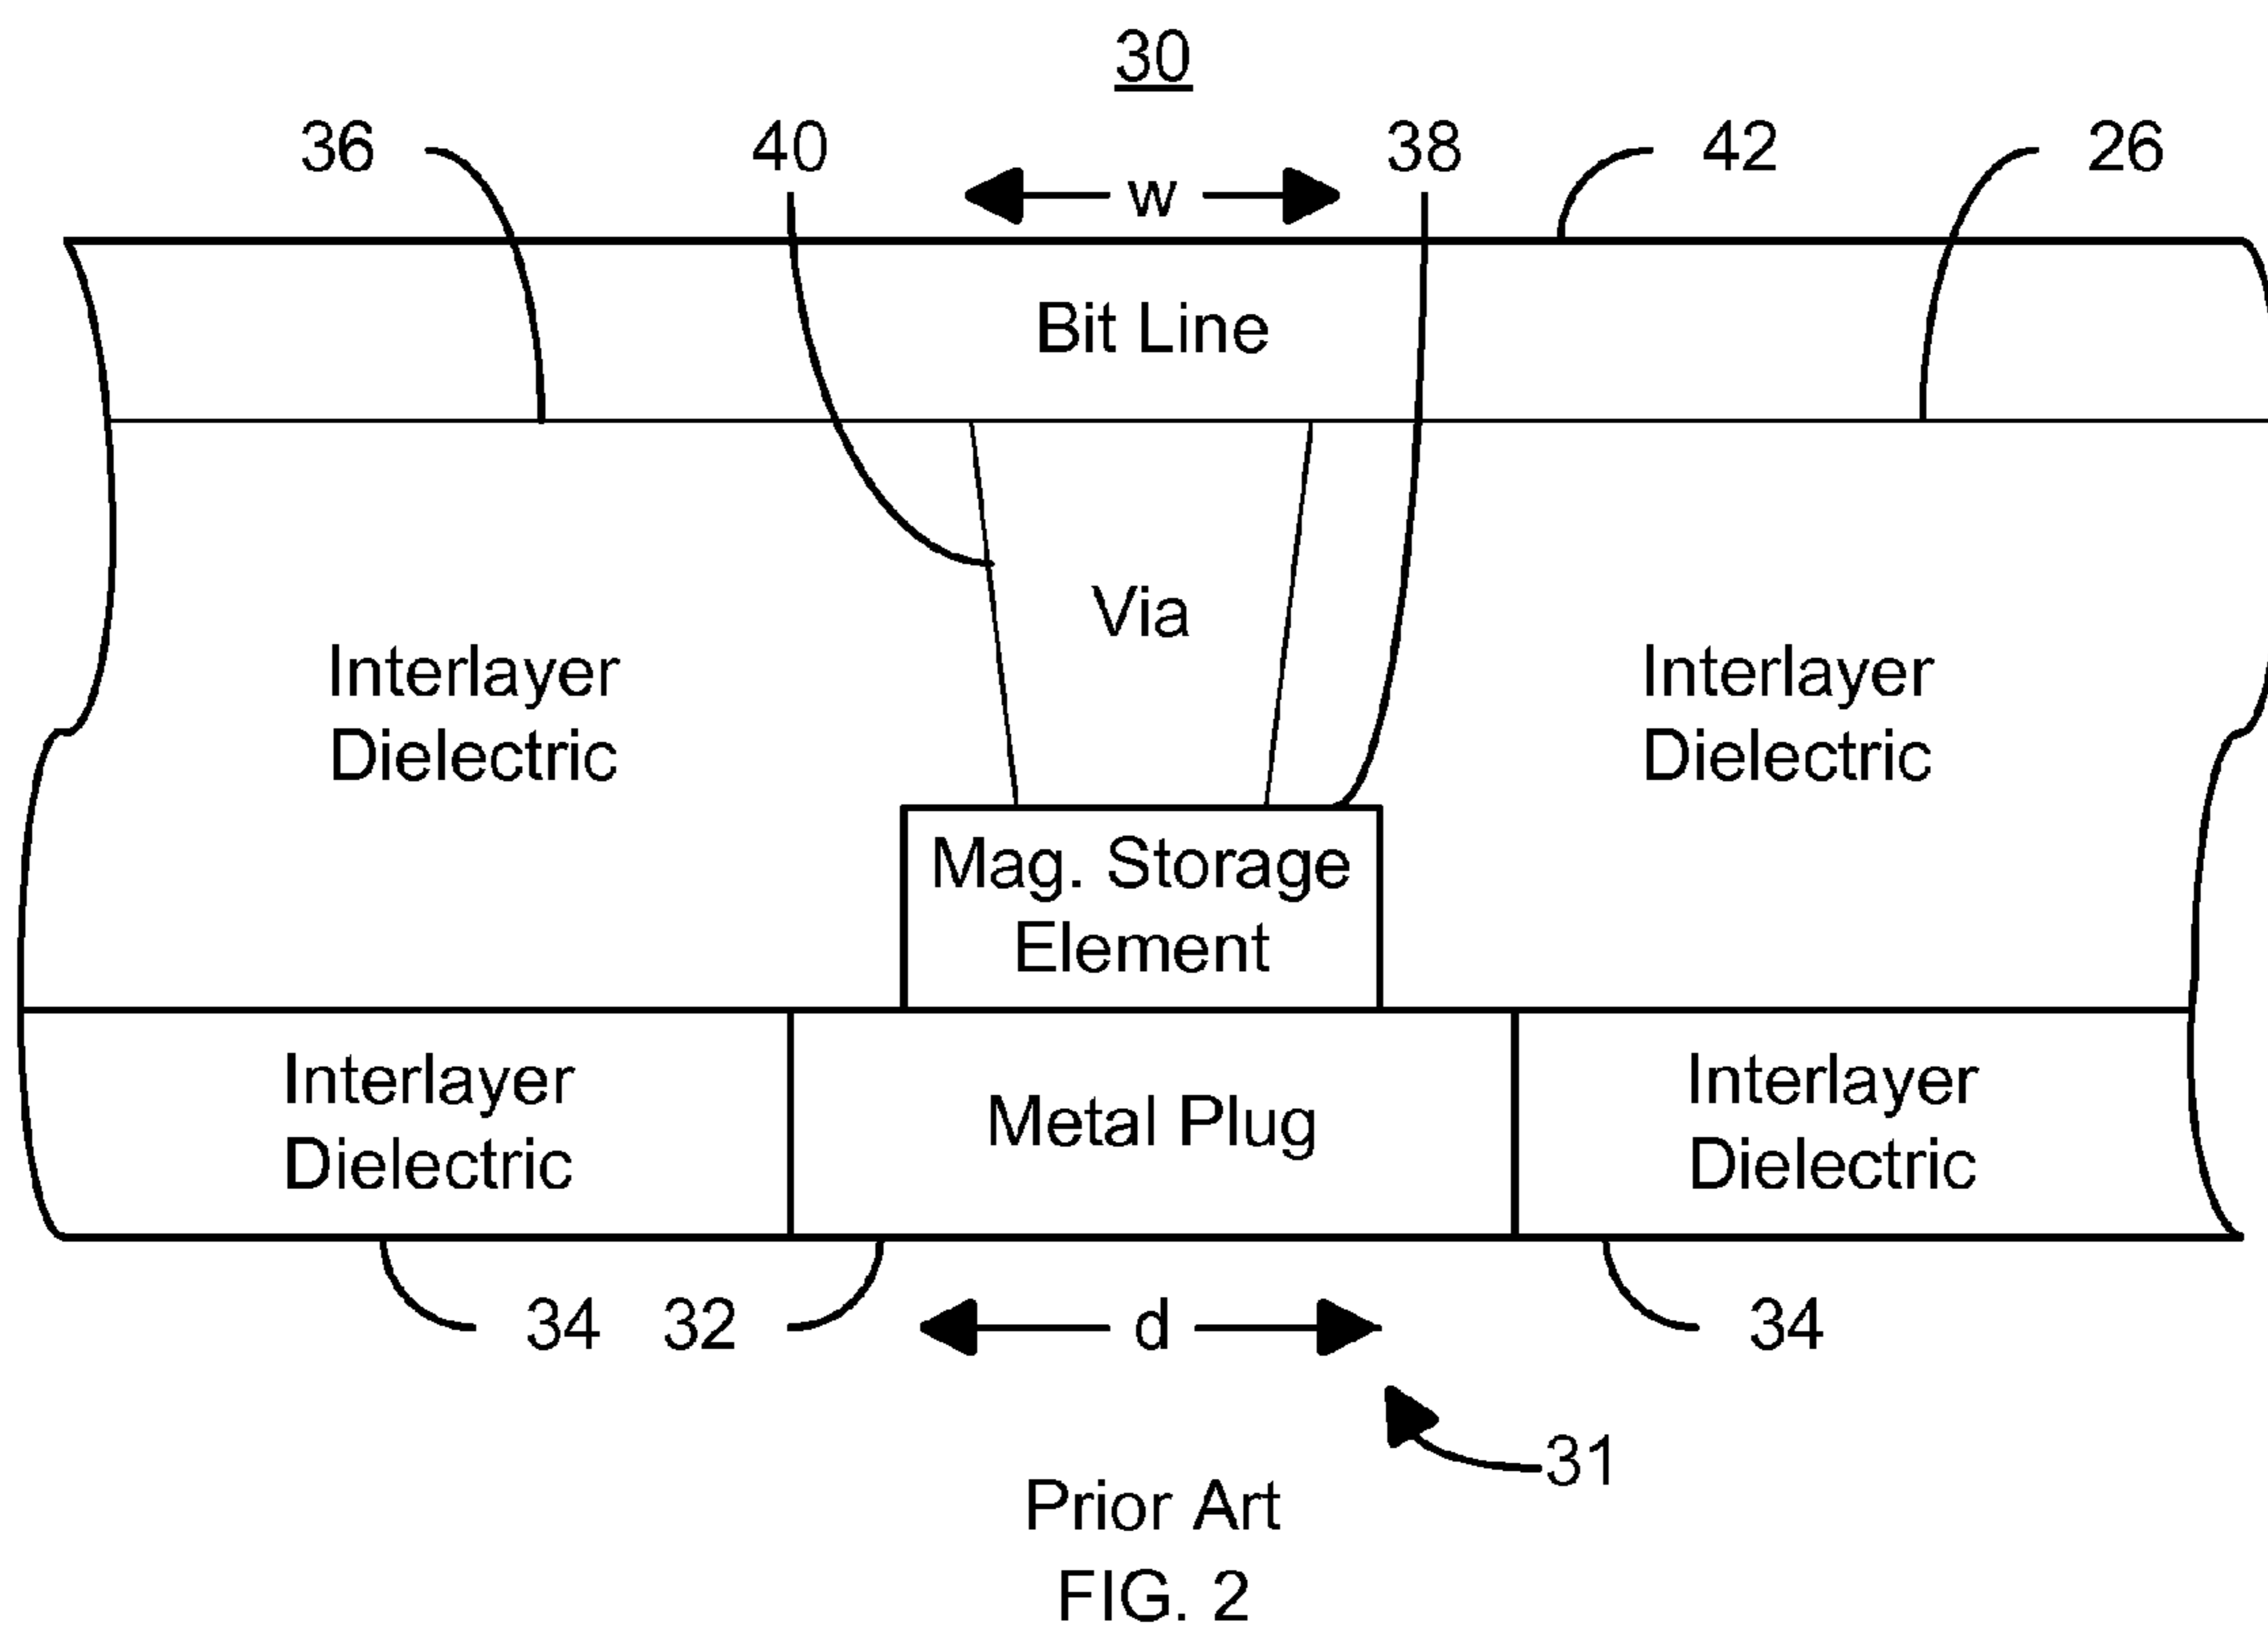 30
36
40
w
38
42
26
Bit Line
Via
Interlayer
Dielectric
Interlayer
Dielectric
Mag. Storage
Element
Interlayer
Dielectric
Metal Plug
Interlayer
Dielectric
34
32
d
34
31
Prior Art
FIG. 2